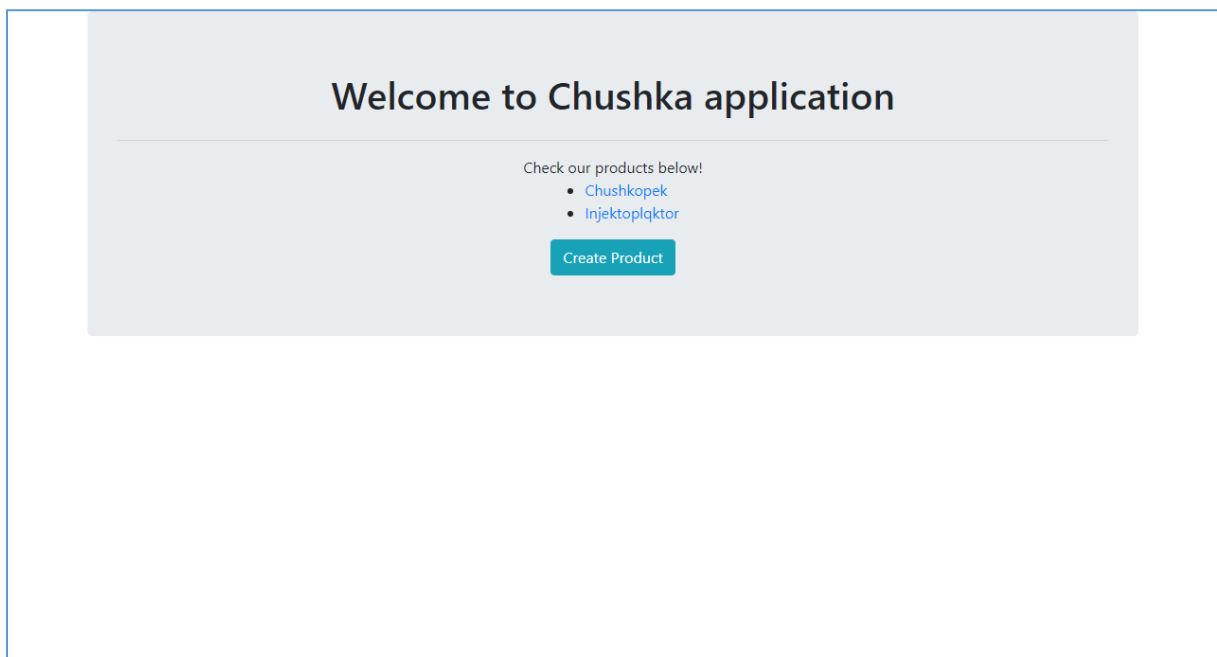 Welcome to Chushka application
Check our products below!
Chushkopek
Injektoplqktor
Create Product